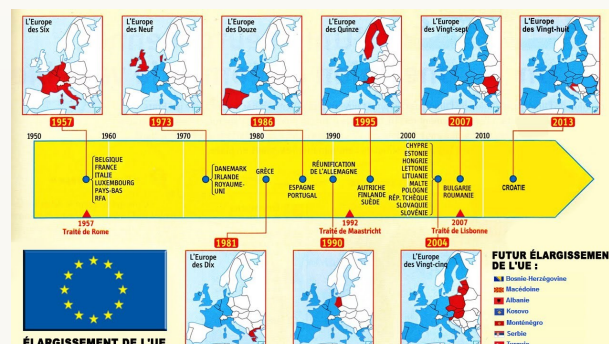 L'Europe des Six
L'Europe des Neuf
L'Europe des Douze
L'Europe des Quinze
L'Europe des Vingt-sept
L'Europe des Vingt-huit
1957
1973
1986
1995
2007
2013
1950
1960
1970
1980
1990
2000
2010
BELGIQUE
FRANCE
ITALIE
LUXEMBOURG
PAYS-BAS
RFA
DANEMARK
IRLANDE
ROYAUME-
UNI
GRÈCE
ESPAGNE
PORTUGAL
RÉUNIFICATION
DE L'ALLEMAGNE
AUTRICHE
FINLANDE
SUÈDE
CHYPRE
ESTONIE
HONGRIE
LETTONIE
LITUANIE
MALTE
POLOGNE
RÉP. TCHÈQUE
SLOVAQUIE
SLOVÉNIE
BULGARIE
ROUMANIE
CROATIE
1957
Traité de Rome
1992
Traité de Maastricht
2007
Traité de Lisbonne
1981
1990
2004
L'Europe
des Dix
L'Europe
des Vingt-cinq
FUTUR ÉLARGISSEMEN
DE L'UE :
Bosnie-Herzégovine
Macédoine
Albanie
Kosovo
Monténégro
Serbie
ÉLARGISSEMENT DE L'UE